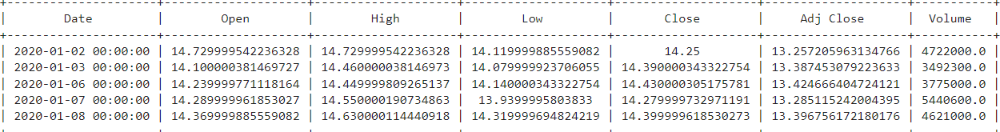 +---------------------+--------------------+--------------------+--------------------+--------------------+--------------------+-----------+
|        Date         |        Open        |        High        |        Low         |       Close        |     Adj Close      |  Volume   |
+---------------------+--------------------+--------------------+--------------------+--------------------+--------------------+-----------+
| 2020-01-02 00:00:00 | 14.729999542236328 | 14.729999542236328 | 14.119999885559082 |       14.25        | 13.257205963134766 | 4722000.0 |
| 2020-01-03 00:00:00 | 14.100000381469727 | 14.460000038146973 | 14.079999923706055 | 14.390000343322754 | 13.387453079223633 | 3492300.0 |
| 2020-01-06 00:00:00 | 14.239999771118164 | 14.449999809265137 | 14.140000343322754 | 14.430000305175781 | 13.424666404724121 | 3775000.0 |
| 2020-01-07 00:00:00 | 14.289999961853027 | 14.550000190734863 |  13.9399995803833  | 14.279999732971191 | 13.285115242004395 | 5440600.0 |
| 2020-01-08 00:00:00 | 14.369999885559082 | 14.630000114440918 | 14.319999694824219 | 14.399999618530273 | 13.396756172180176 | 4621000.0 |